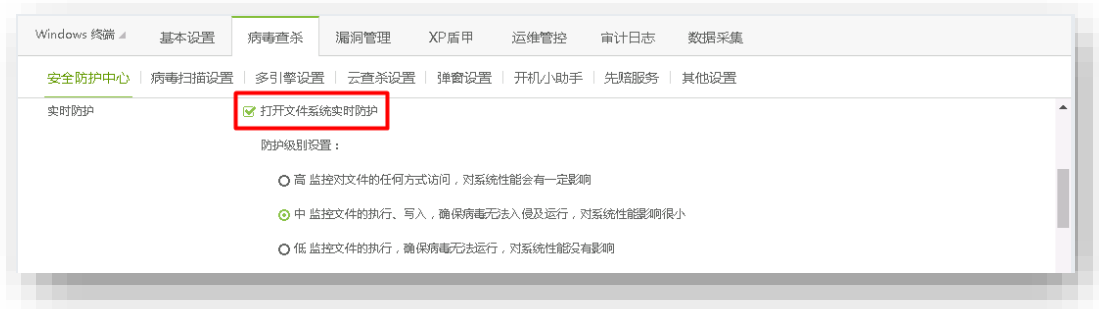 Windows 终端 基本设置 病毒查杀 漏洞管理 XP盾甲 运维管控 审计日志 数据采集
安全防护中心 病毒扫描设置 多引擎设置 云查杀设置 弹窗设置 开机小助手 先赔服务 其他设置
实时防护 打开文件系统实时防护
防护级别设置：
高 监控对文件的任何方式访问，对系统性能会有一定影响
中 监控文件的执行、写入，确保病毒无法入侵及运行，对系统性能影响很小
低 监控文件的执行，确保病毒无法运行，对系统性能没有影响